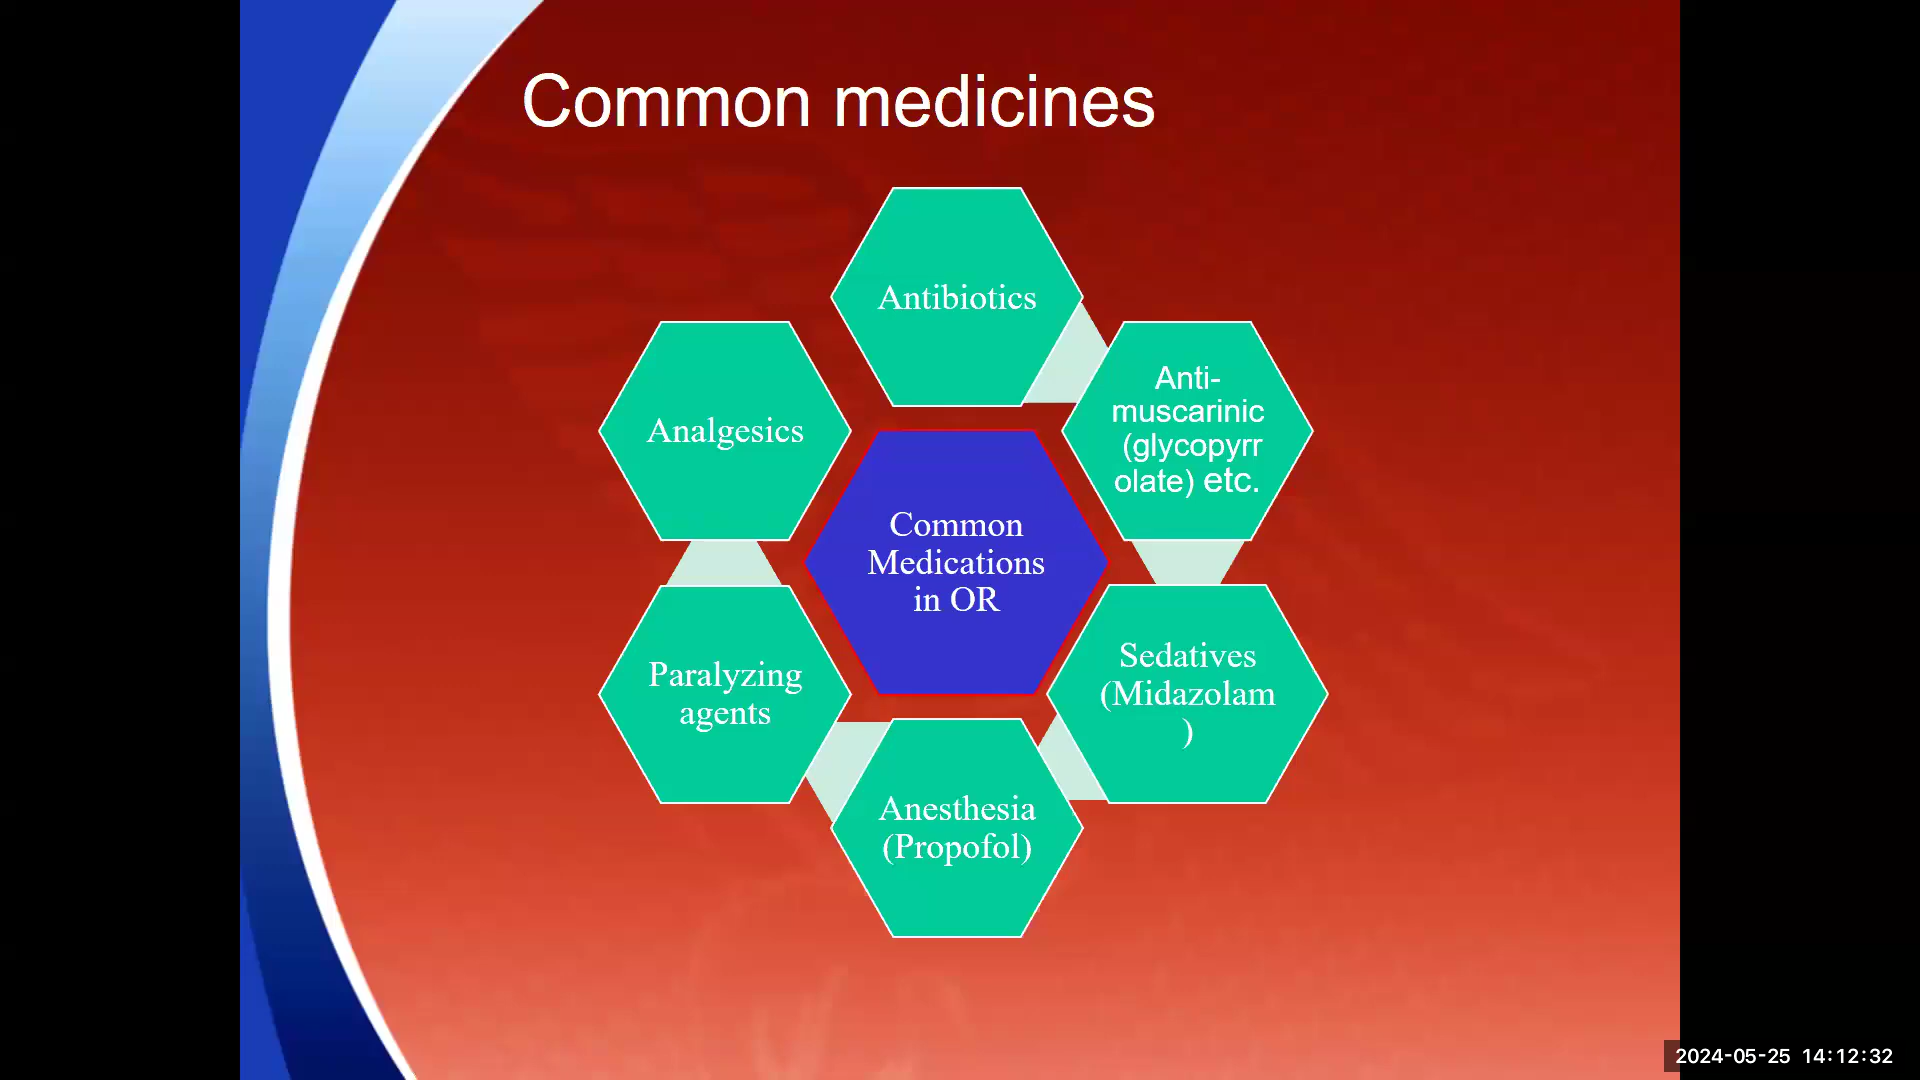 Common medicines
Antibiotics
Anti-
muscarinic
(glycopyrr
olate) etc.
Sedatives
(Midazolam
)
Anesthesia
(Propofol)
Paralyzing
agents
Analgesics
Common
Medications
in OR
2024-05-25 14:12:32